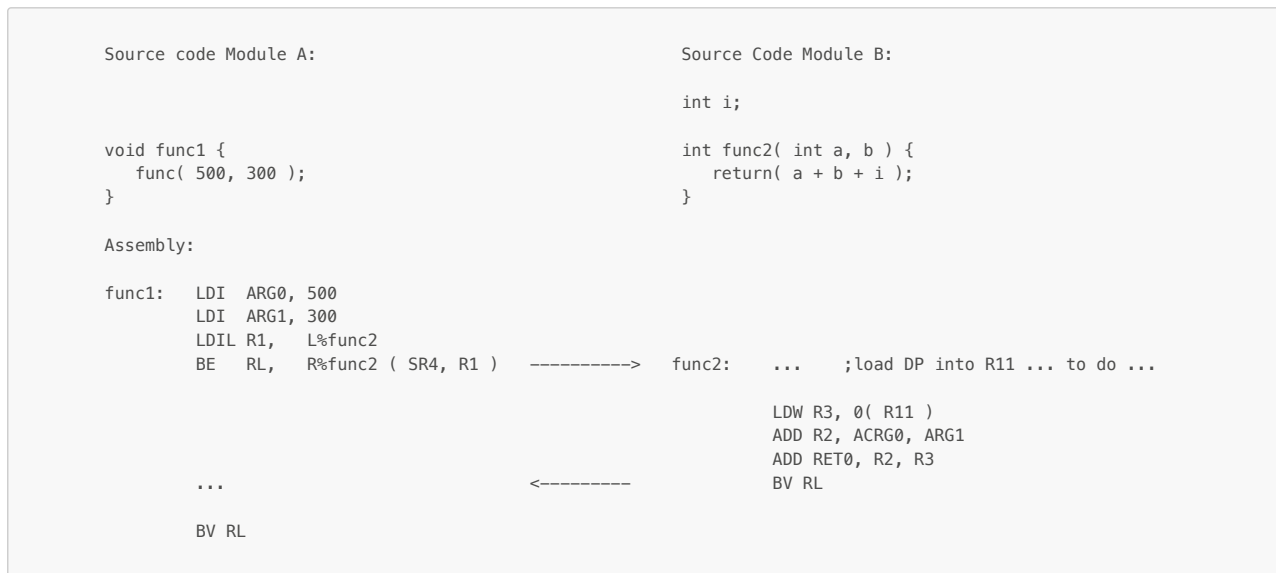 Source code Module A:                                  Source Code Module B:
                                                       int i;
void func1 {                                           int func2( int a, b ) {
   func( 500, 300 );                                      return( a + b + i );
}                                                      }
Assembly:
func1:   LDI  ARG0, 500
         LDI  ARG1, 300
         LDIL R1,   L%func2
         BE   RL,   R%func2 ( SR4, R1 )   ---------->   func2:    ...    ;load DP into R11 ... to do ...
                                                                  LDW R3, 0( R11 )
                                                                  ADD R2, ACRG0, ARG1
                                                                  ADD RET0, R2, R3
         ...                              <---------              BV RL
         BV RL